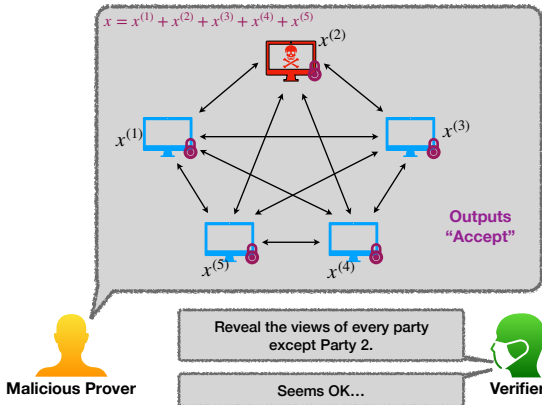 x = x⁽¹⁾ + x⁽²⁾ + x⁽³⁾ + x⁽⁴⁾ + x⁽⁵⁾
x⁽²⁾
x⁽¹⁾
x⁽³⁾
Outputs
“Accept”
x⁽⁵⁾
x⁽⁴⁾
Reveal the views of every party
except Party 2.
Malicious Prover
Seems OK...
Verifier